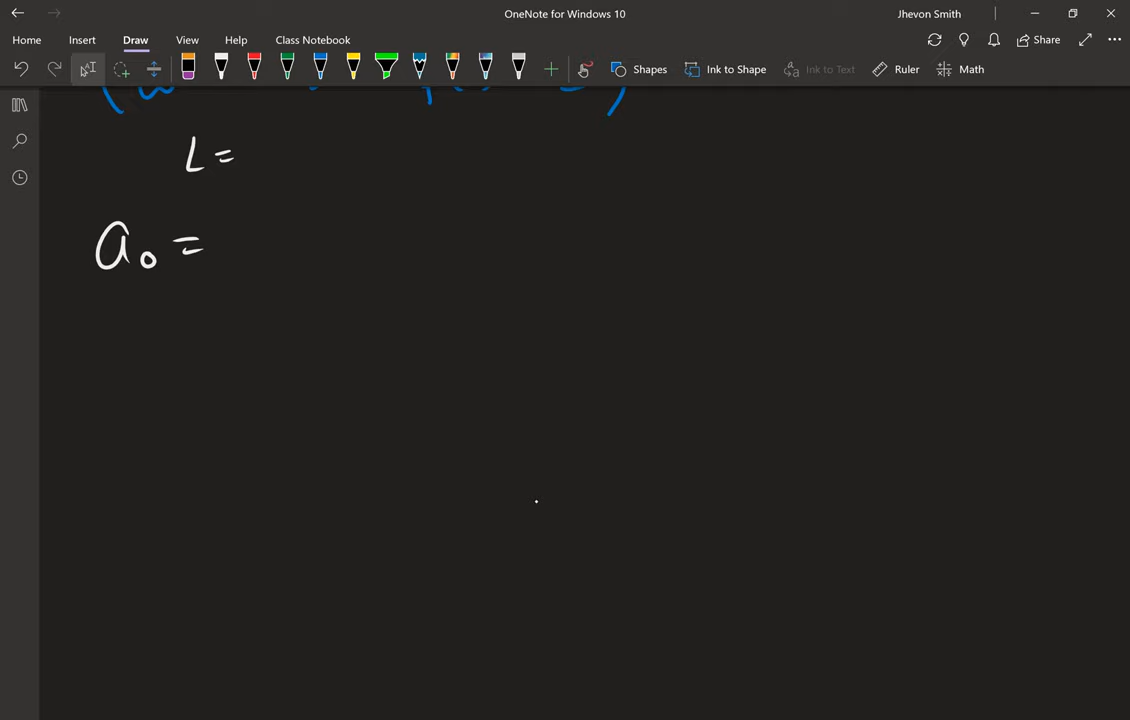 OneNote for Windows 10
Jhevon Smith
Home Insert Draw View Help Class Notebook Share
Shapes Ink to Shape Ink to Text Ruler Math
L =
a₀ =